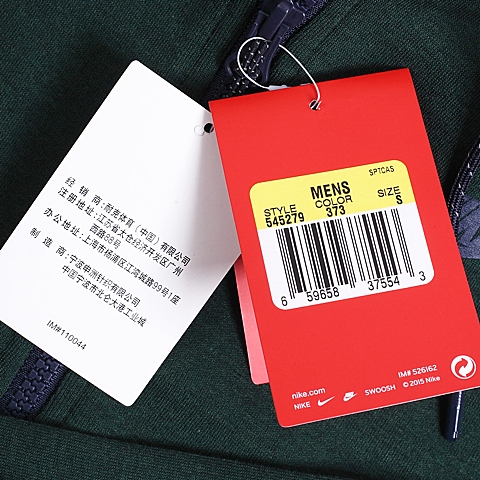 经 销 商:耐克体育（中国）有限公司
注册地址:江苏省太仓经济开发区广州
西路88号
办公地址:上海市杨浦区江湾城路99号1座
制 造 商:宁波甬洲针织有限公司
中国宁波市北仑大港工业城
IM#110044
SPTCAS
MENS
STYLE COLOR SIZE
545279 373 S
6 59658 37554 3
IM# 526162
nike.com
NIKE SWOOSH © 2015 Nike